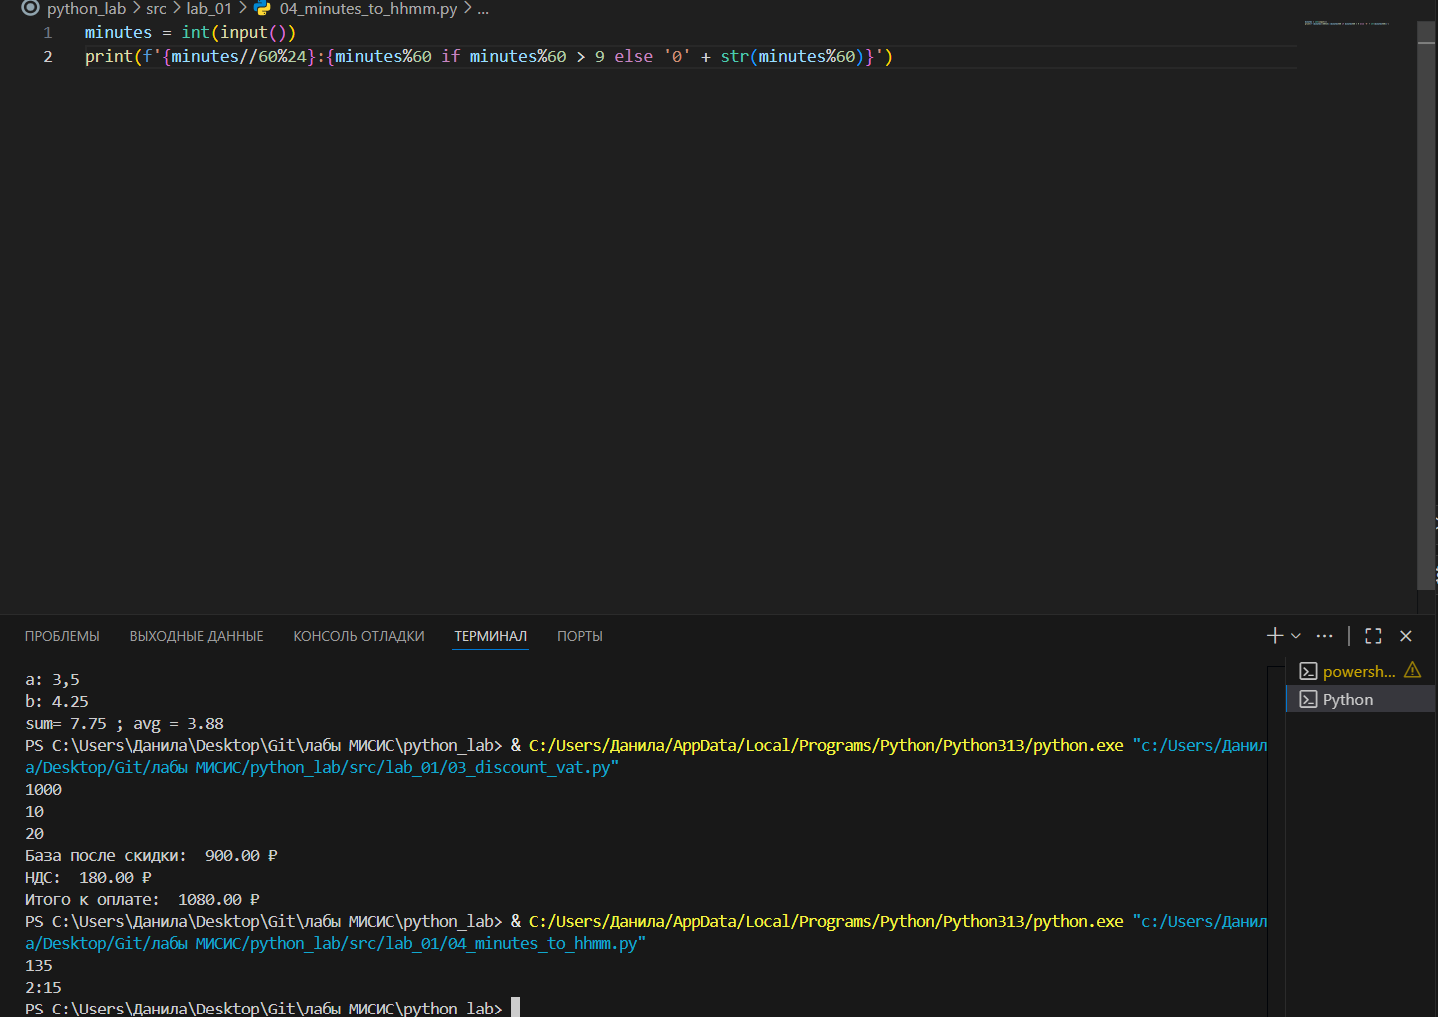 python_lab > src > lab_01 > 04_minutes_to_hhmm.py > ...
1 minutes = int(input())
2 print(f'{minutes//60%24}:{minutes%60 if minutes%60 > 9 else '0' + str(minutes%60)}')
ПРОБЛЕМЫ ВЫХОДНЫЕ ДАННЫЕ КОНСОЛЬ ОТЛАДКИ ТЕРМИНАЛ ПОРТЫ
powersh...
Python
a: 3,5
b: 4.25
sum= 7.75 ; avg = 3.88
PS C:\Users\Данила\Desktop\Git\лабы МИСИС\python_lab> & C:/Users/Данила/AppData/Local/Programs/Python/Python313/python.exe "c:/Users/Данил
а/Desktop/Git/лабы МИСИС/python_lab/src/lab_01/03_discount_vat.py"
1000
10
20
База после скидки:  900.00 ₽
НДС:  180.00 ₽
Итого к оплате:  1080.00 ₽
PS C:\Users\Данила\Desktop\Git\лабы МИСИС\python_lab> & C:/Users/Данила/AppData/Local/Programs/Python/Python313/python.exe "c:/Users/Данил
а/Desktop/Git/лабы МИСИС/python_lab/src/lab_01/04_minutes_to_hhmm.py"
135
2:15
PS C:\Users\Данила\Desktop\Git\лабы МИСИС\python_lab>